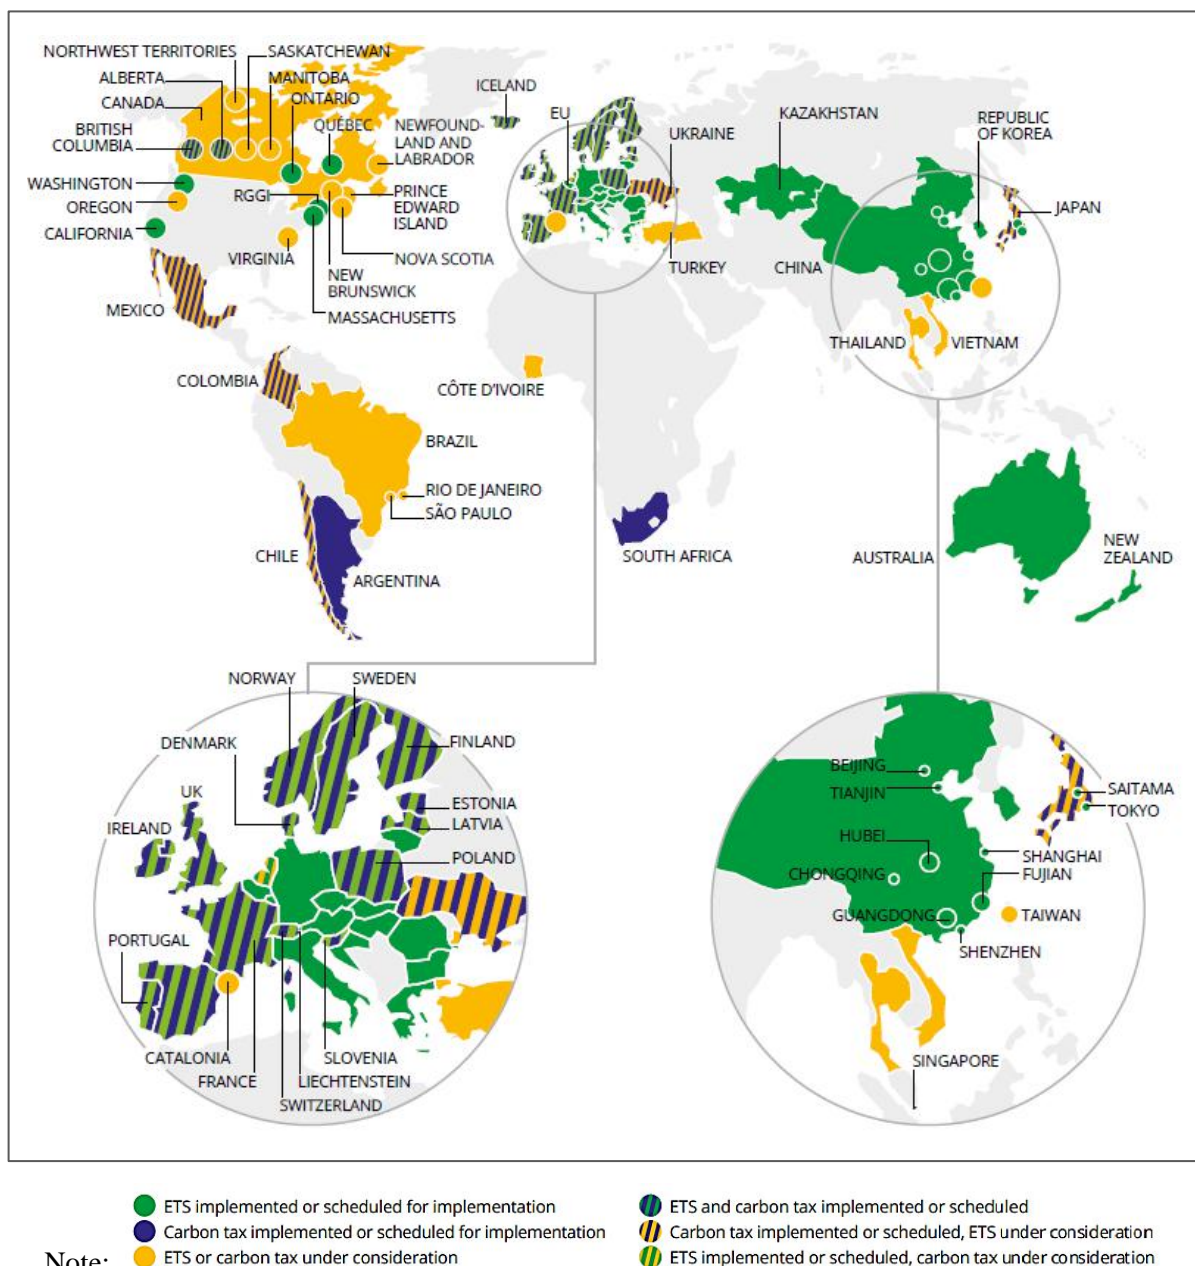 NORTHWEST TERRITORIES
SASKATCHEWAN
ALBERTA
MANITOBA
CANADA
ONTARIO
BRITISH
COLUMBIA
QUÉBEC
NEWFOUND-
LAND AND
LABRADOR
WASHINGTON
OREGON
RGGI
PRINCE
EDWARD
ISLAND
CALIFORNIA
VIRGINIA
NOVA SCOTIA
NEW
BRUNSWICK
MASSACHUSETTS
MEXICO
ICELAND
EU
UKRAINE
KAZAKHSTAN
REPUBLIC
OF KOREA
JAPAN
TURKEY
CHINA
THAILAND
VIETNAM
COLOMBIA
CÔTE D'IVOIRE
BRAZIL
RIO DE JANEIRO
SÃO PAULO
CHILE
ARGENTINA
SOUTH AFRICA
AUSTRALIA
NEW
ZEALAND
NORWAY
SWEDEN
DENMARK
FINLAND
UK
ESTONIA
IRELAND
LATVIA
POLAND
PORTUGAL
CATALONIA
SLOVENIA
FRANCE
LIECHTENSTEIN
SWITZERLAND
BEIJING
TIANJIN
SAITAMA
TOKYO
HUBEI
SHANGHAI
CHONGQING
FUJIAN
GUANGDONG
TAIWAN
SHENZHEN
SINGAPORE
ETS implemented or scheduled for implementation
Carbon tax implemented or scheduled for implementation
ETS or carbon tax under consideration
ETS and carbon tax implemented or scheduled
Carbon tax implemented or scheduled, ETS under consideration
ETS implemented or scheduled, carbon tax under consideration
Note: